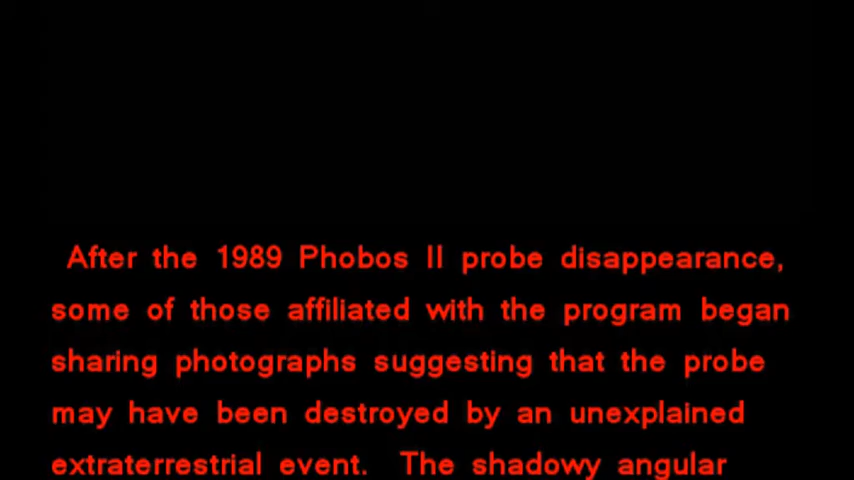 After the 1989 Phobos II probe disappearance,
some of those affiliated with the program began
sharing photographs suggesting that the probe
may have been destroyed by an unexplained
extraterrestrial event. The shadowy angular